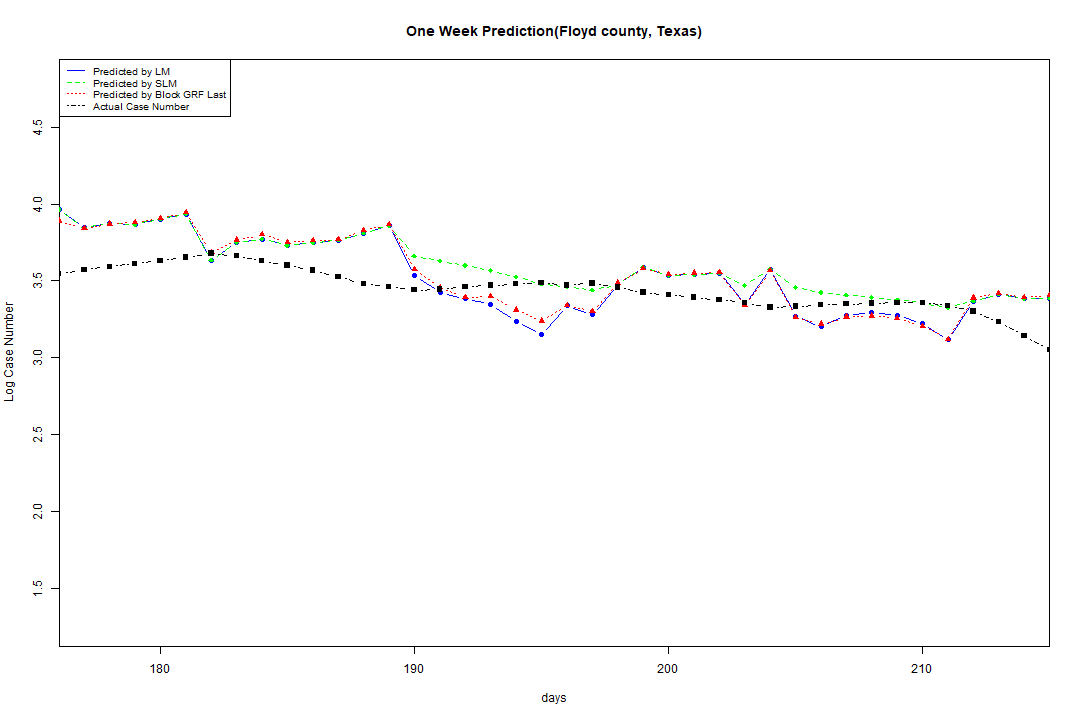 One Week Prediction(Floyd county, Texas)
Predicted by LM
Predicted by SLM
Predicted by Block GRF Last
Actual Case Number
4.5
4.0
3.5
3.0
2.5
2.0
1.5
Log Case Number
180
190
200
210
days